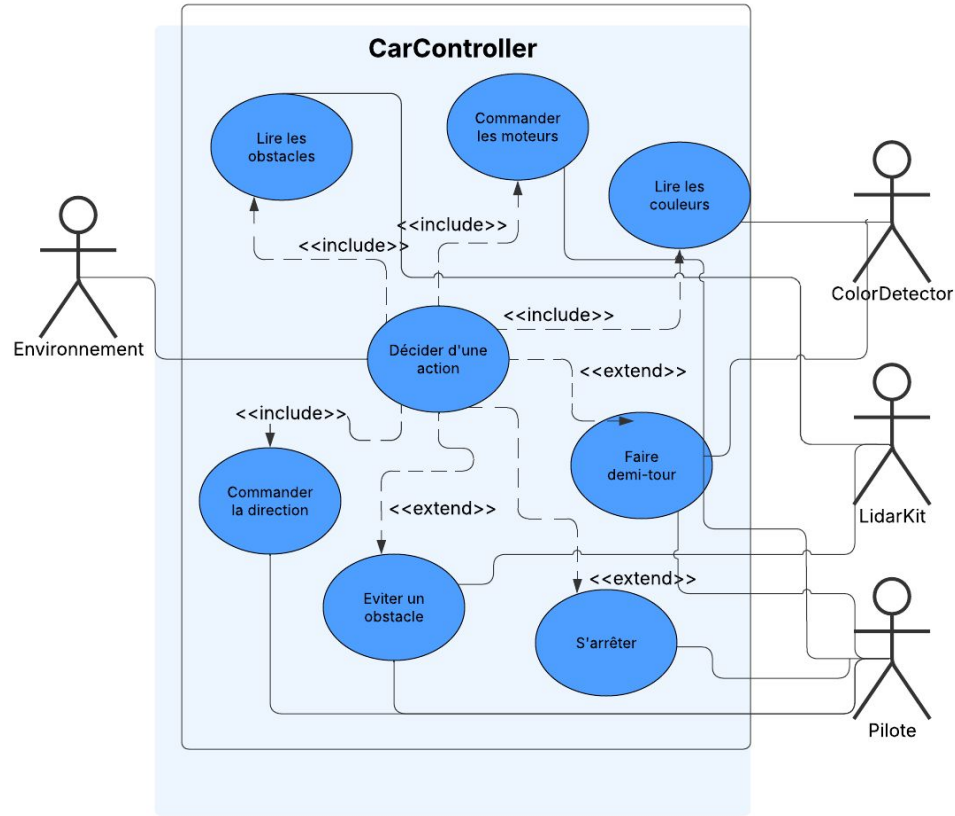 CarController
Lire les
obstacles
Commander
les moteurs
Lire les
couleurs
<<include>>
<<include>>
ColorDetector
<<include>>
Environnement
Décider d'une
action
<<extend>>
<<include>>
Faire
demi-tour
Commander
la direction
<<extend>>
LidarKit
<<extend>>
Eviter un
obstacle
S'arrêter
Pilote